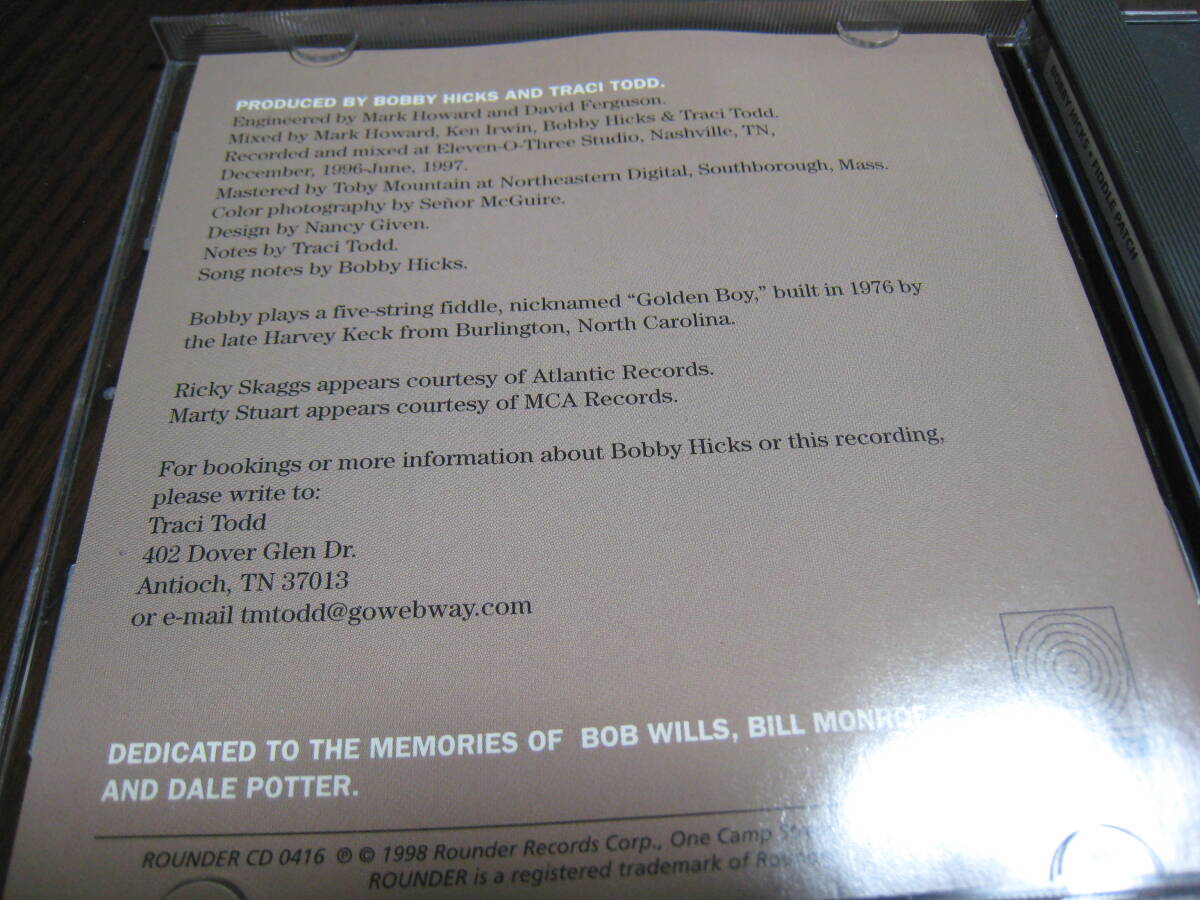 PRODUCED BY BOBBY HICKS AND TRACI TODD.
Engineered by Mark Howard and David Ferguson.
Mixed by Mark Howard, Ken Irwin, Bobby Hicks & Traci Todd.
Recorded and mixed at Eleven-O-Three Studio, Nashville, TN,
December, 1996-June, 1997.
Mastered by Toby Mountain at Northeastern Digital, Southborough, Mass.
Color photography by Señor McGuire.
Design by Nancy Given.
Notes by Traci Todd.
Song notes by Bobby Hicks.
Bobby plays a five-string fiddle, nicknamed “Golden Boy,” built in 1976 by
the late Harvey Keck from Burlington, North Carolina.
Ricky Skaggs appears courtesy of Atlantic Records.
Marty Stuart appears courtesy of MCA Records.
For bookings or more information about Bobby Hicks or this recording,
please write to:
Traci Todd
402 Dover Glen Dr.
Antioch, TN 37013
or e-mail tmtodd@gowebway.com
DEDICATED TO THE MEMORIES OF BOB WILLS, BILL MONROE
AND DALE POTTER.
ROUNDER CD 0416 ℗ © 1998 Rounder Records Corp., One Camp
ROUNDER is a registered trademark of
BOBBY HICKS • FIDDLE PATCH